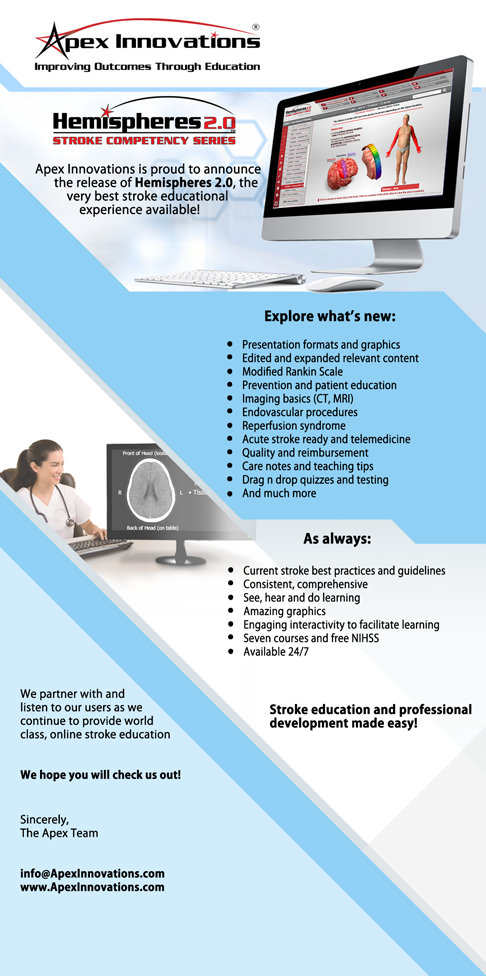 Apex Innovations®
Improving Outcomes Through Education
Hemispheres 2.0
STROKE COMPETENCY SERIES
Apex Innovations is proud to announce
the release of Hemispheres 2.0, the
very best stroke educational
experience available!
Explore what's new:
• Presentation formats and graphics
• Edited and expanded relevant content
• Modified Rankin Scale
• Prevention and patient education
• Imaging basics (CT, MRI)
• Endovascular procedures
• Reperfusion syndrome
• Acute stroke ready and telemedicine
• Quality and reimbursement
• Care notes and teaching tips
• Drag n drop quizzes and testing
• And much more
Front of Head
R
L
Back of Head (on table)
As always:
• Current stroke best practices and guidelines
• Consistent, comprehensive
• See, hear and do learning
• Amazing graphics
• Engaging interactivity to facilitate learning
• Seven courses and free NIHSS
• Available 24/7
We partner with and
listen to our users as we
continue to provide world
class, online stroke education
Stroke education and professional
development made easy!
We hope you will check us out!
Sincerely,
The Apex Team
info@ApexInnovations.com
www.ApexInnovations.com